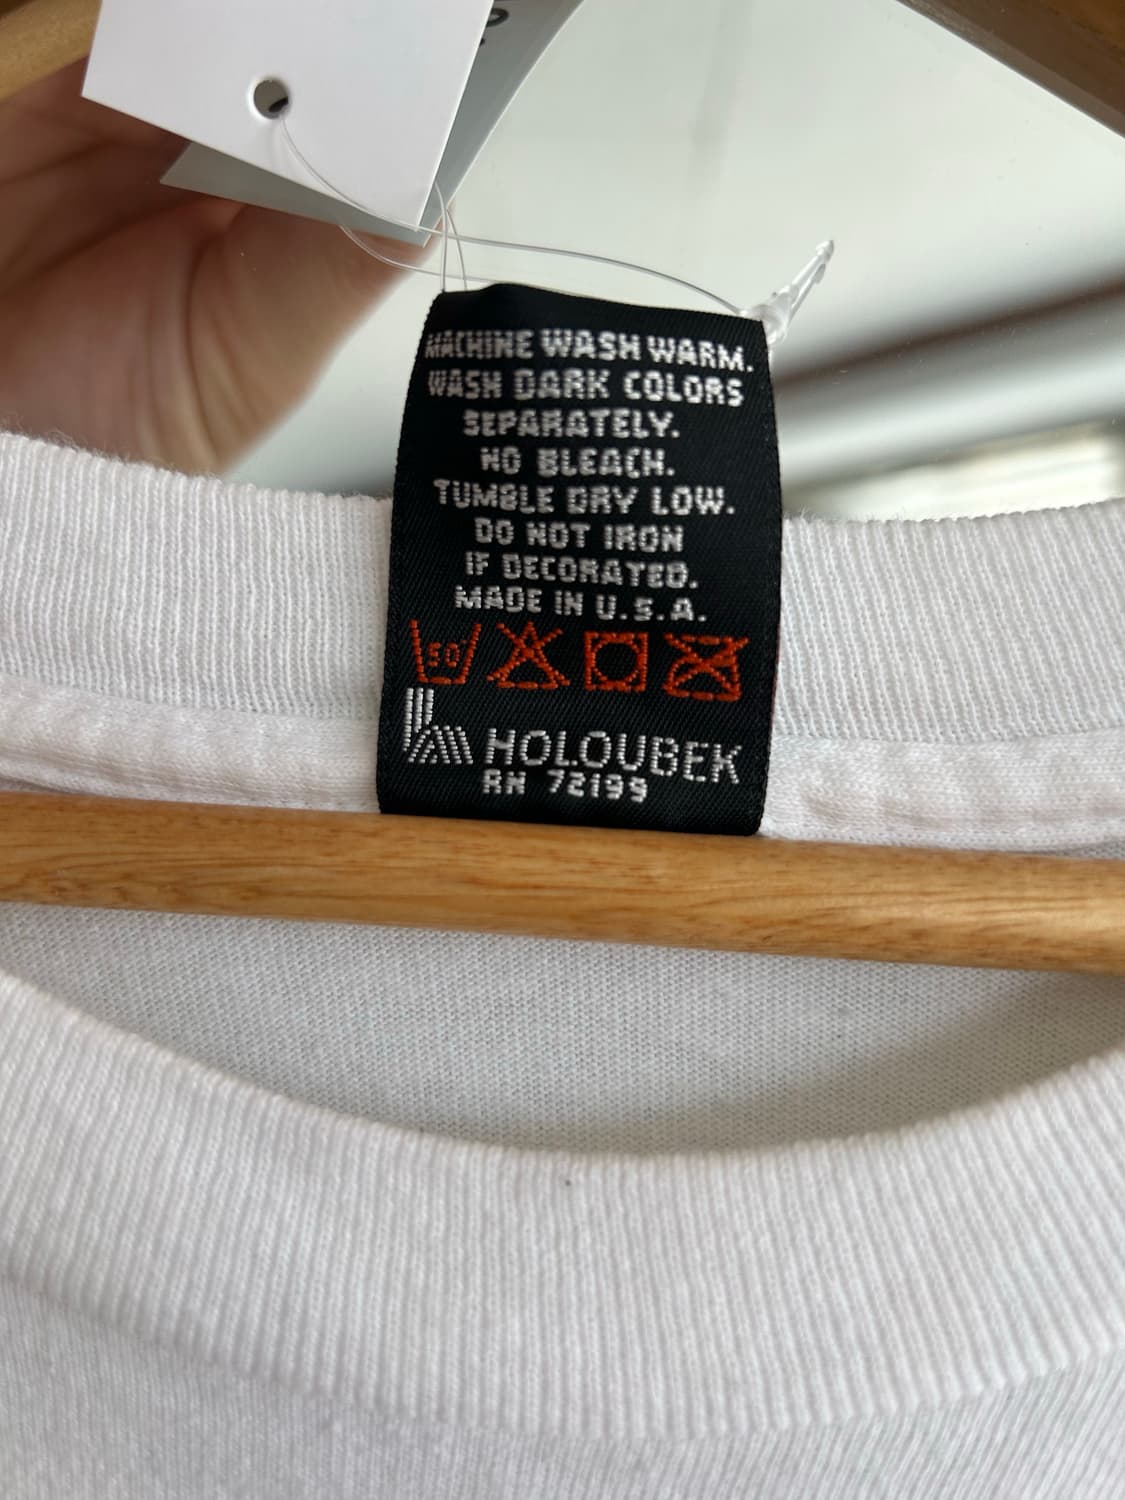 MACHINE WASH WARM.
WASH DARK COLORS
SEPARATELY.
NO BLEACH.
TUMBLE DRY LOW.
DO NOT IRON
IF DECORATED.
MADE IN U.S.A.
50°
HOLOUBEK
RN 72199